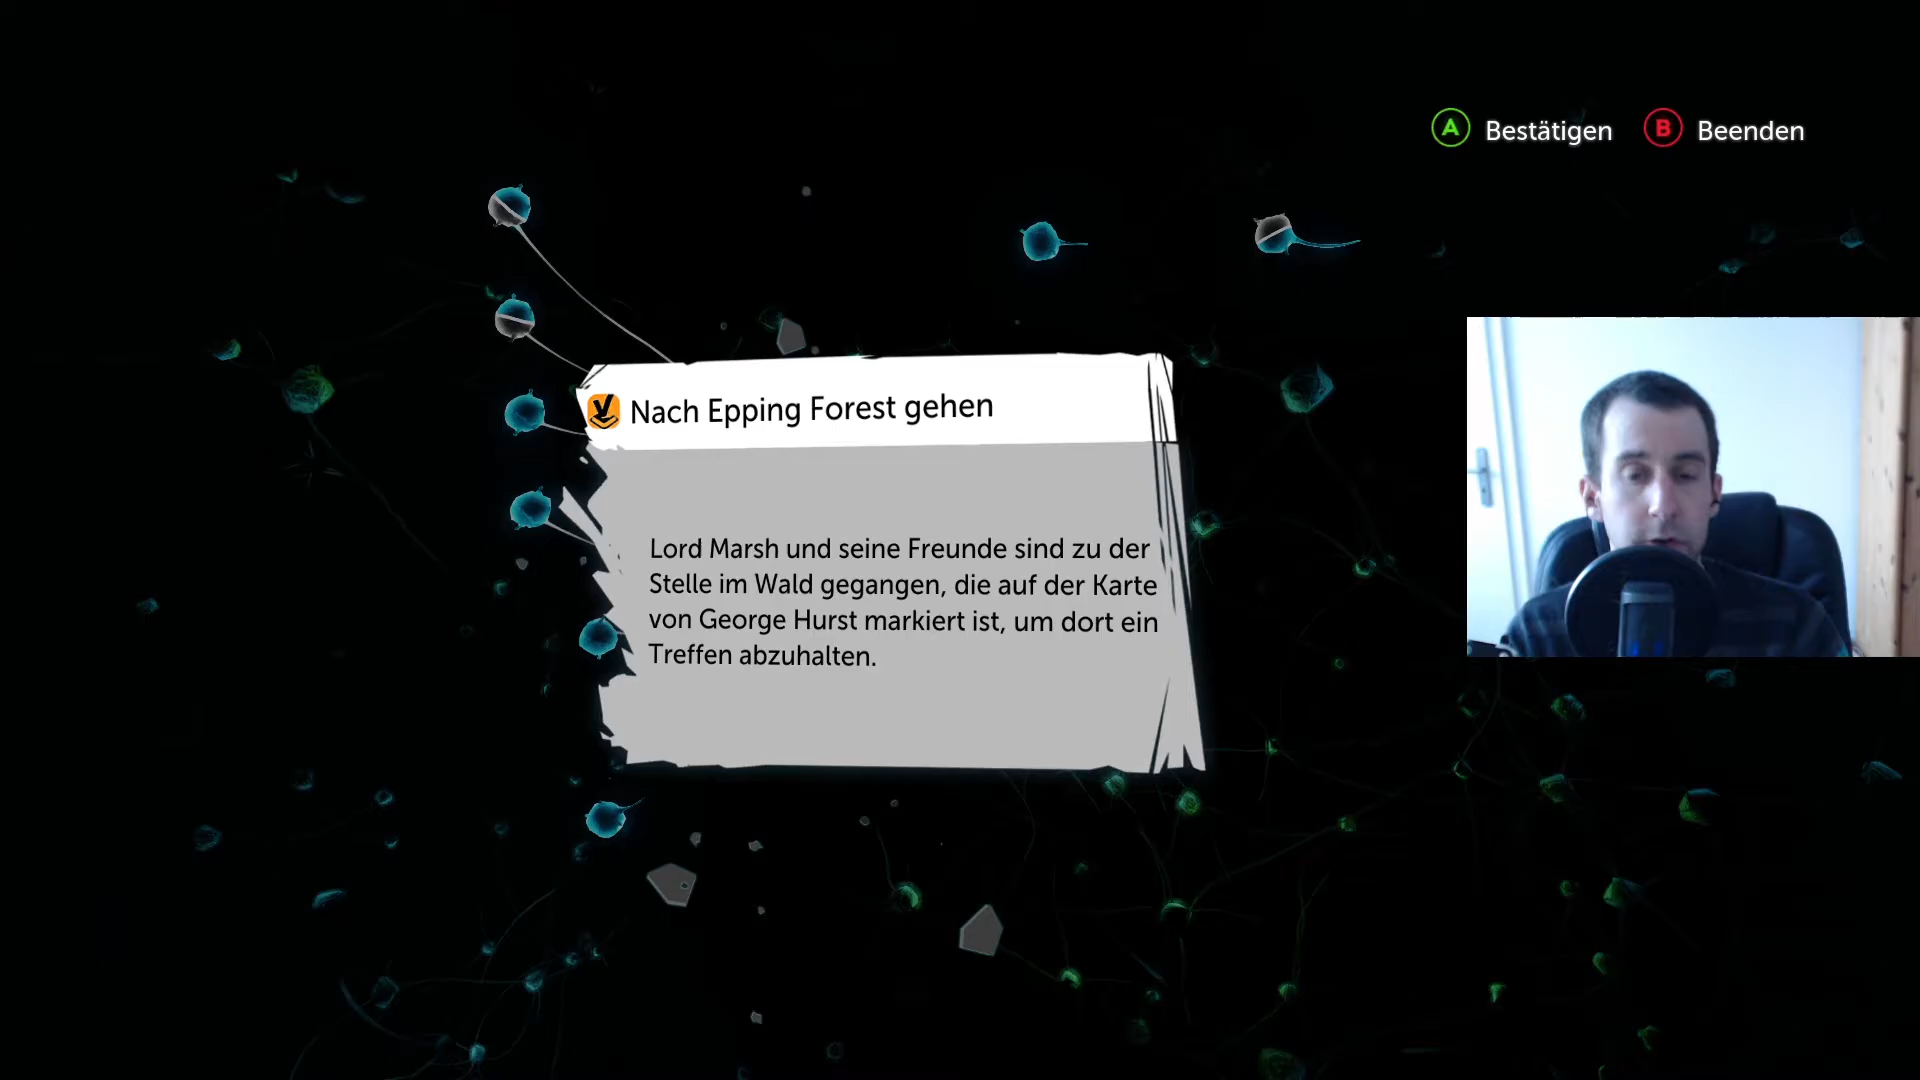 A Bestätigen B Beenden
Nach Epping Forest gehen
Lord Marsh und seine Freunde sind zu der
Stelle im Wald gegangen, die auf der Karte
von George Hurst markiert ist, um dort ein
Treffen abzuhalten.